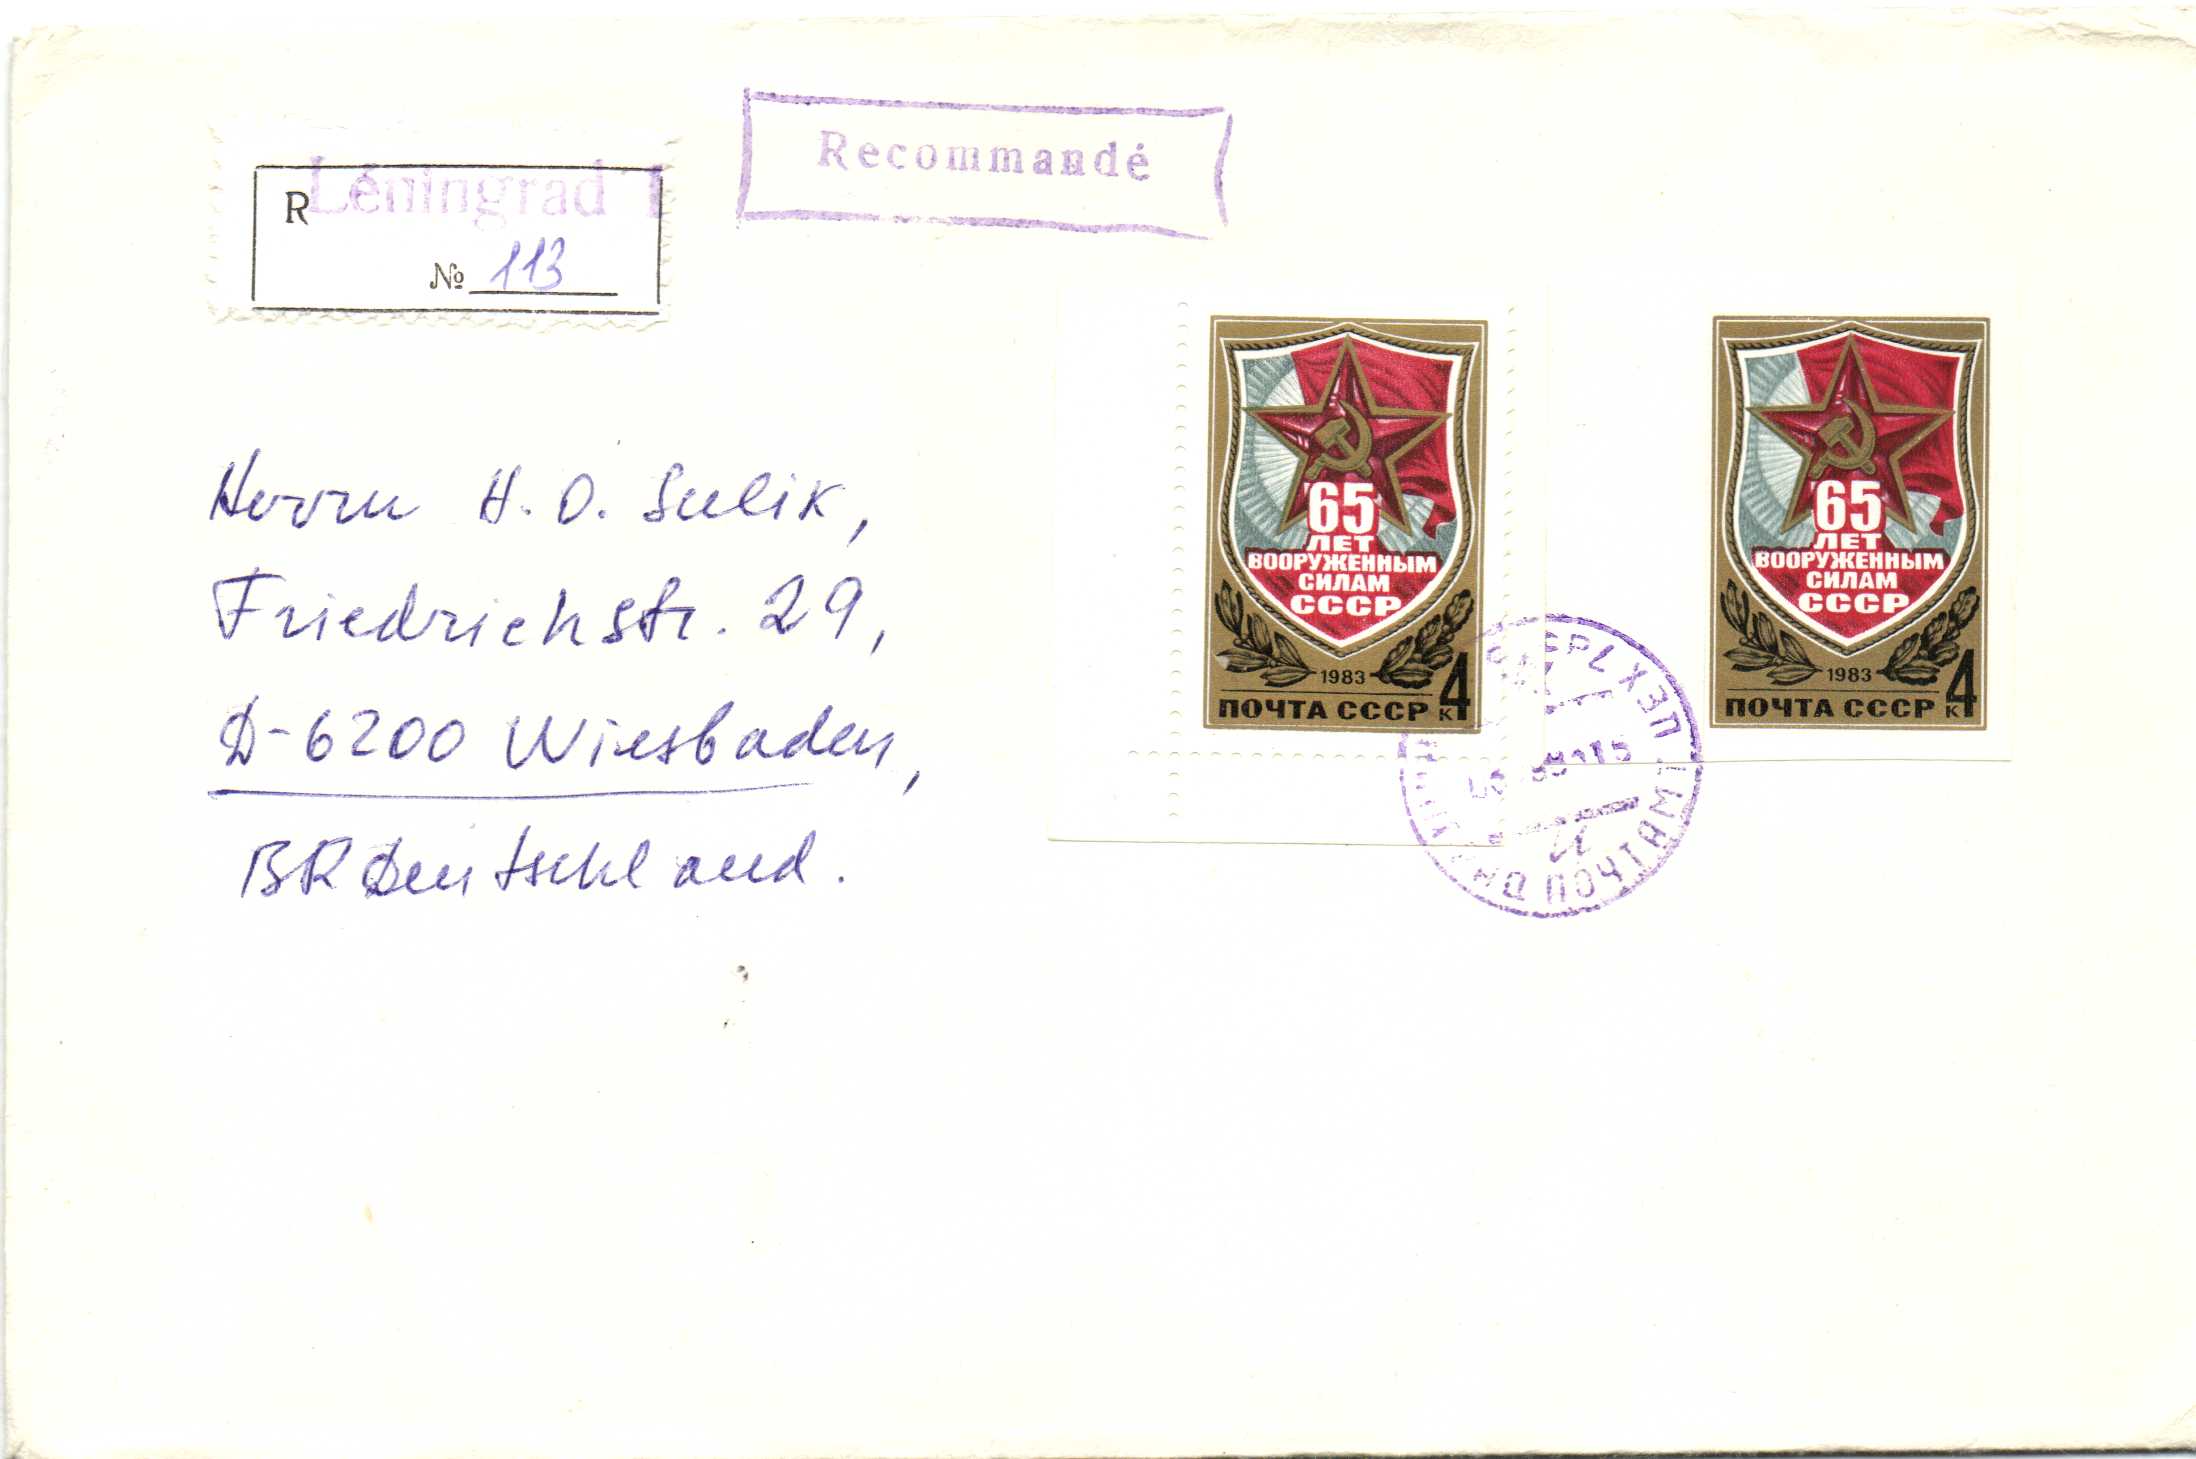 Recommandé
Léningrad 1
R
№ 113
Herrn H. O. Sulik,
Friedrichstr. 29,
D-6200 Wiesbaden,
BRDeutschland.
65
ЛЕТ
ВООРУЖЕННЫМ
СИЛАМ
СССР
1983
ПОЧТА СССР 4
к
65
ЛЕТ
ВООРУЖЕННЫМ
СИЛАМ
СССР
1983
ПОЧТА СССР 4
к
ПОЧТАМТ